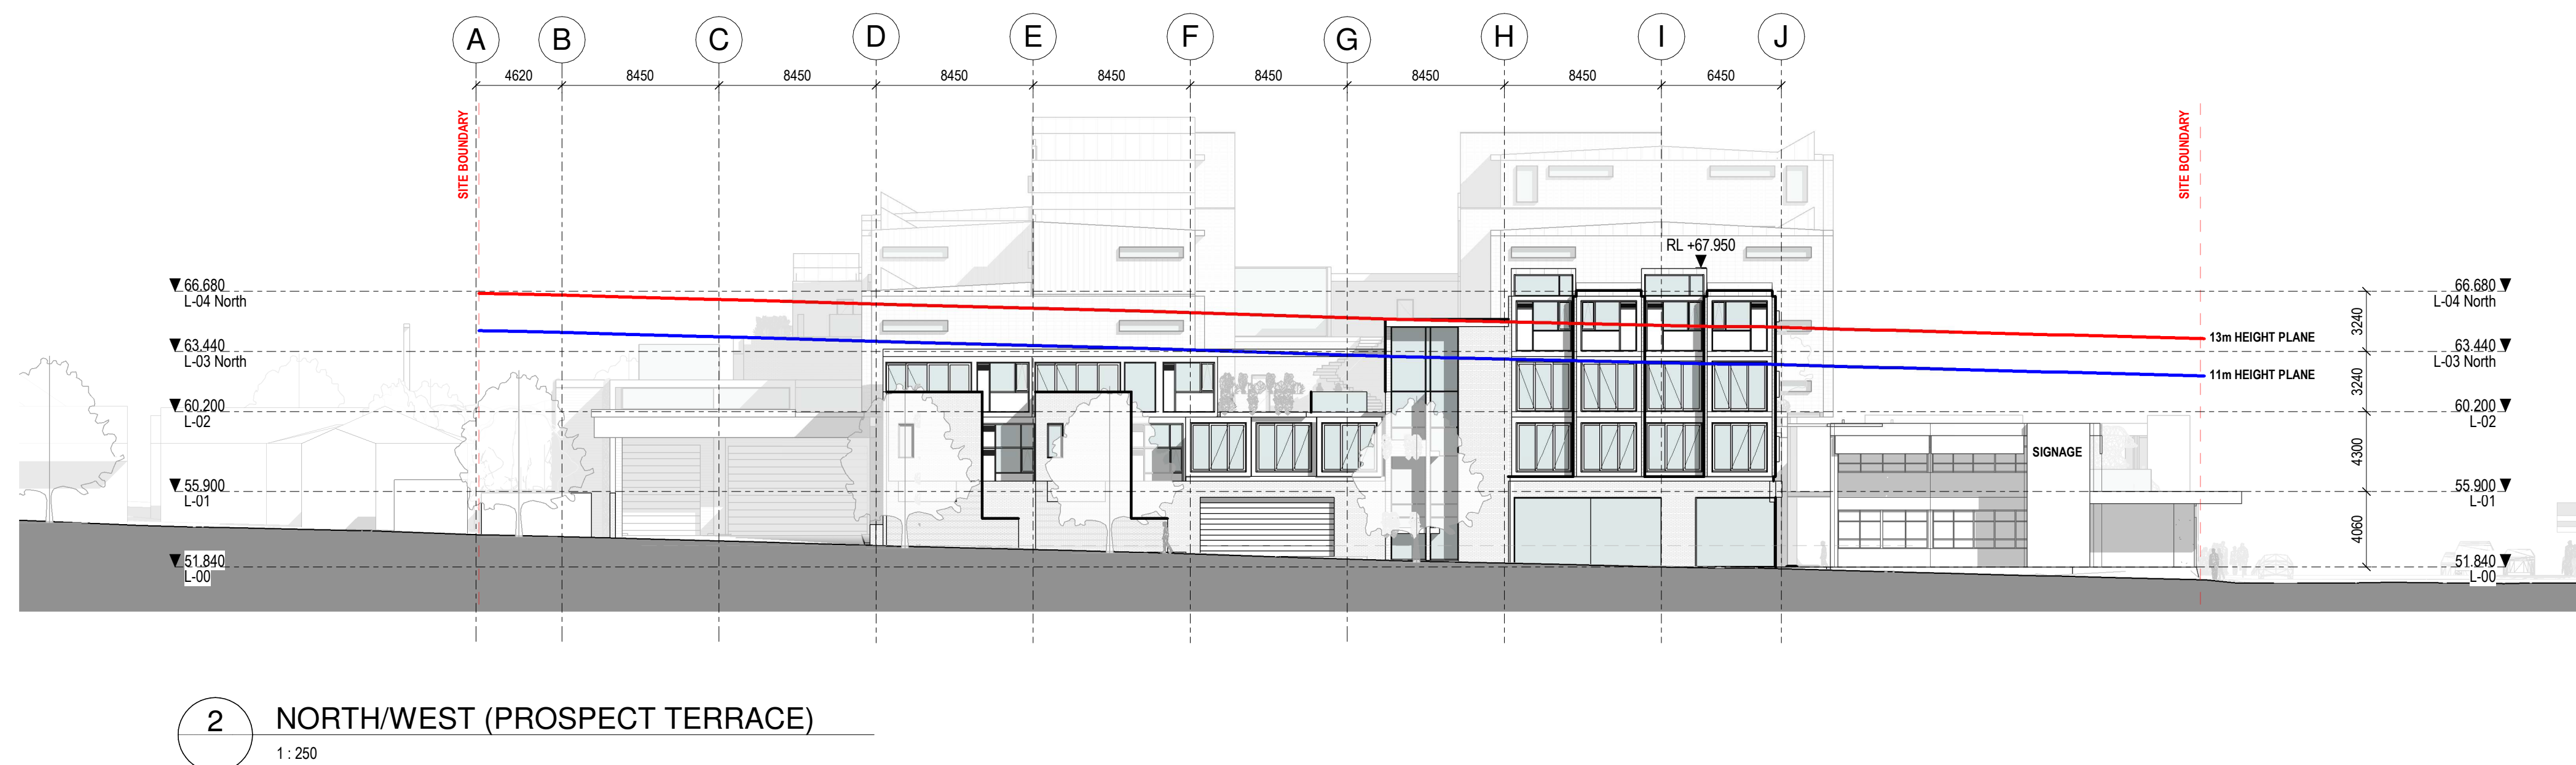 A B C D E F G H I J
4620 8450 8450 8450 8450 8450 8450 8450 6450
SITE BOUNDARY
SITE BOUNDARY
RL +67.950
66.680
L-04 North
63.440
L-03 North
60.200
L-02
55.900
L-01
51.840
L-00
66.680
L-04 North
63.440
L-03 North
60.200
L-02
55.900
L-01
51.840
L-00
3240
3240
4300
4060
13m HEIGHT PLANE
11m HEIGHT PLANE
SIGNAGE
2 NORTH/WEST (PROSPECT TERRACE)
1 : 250